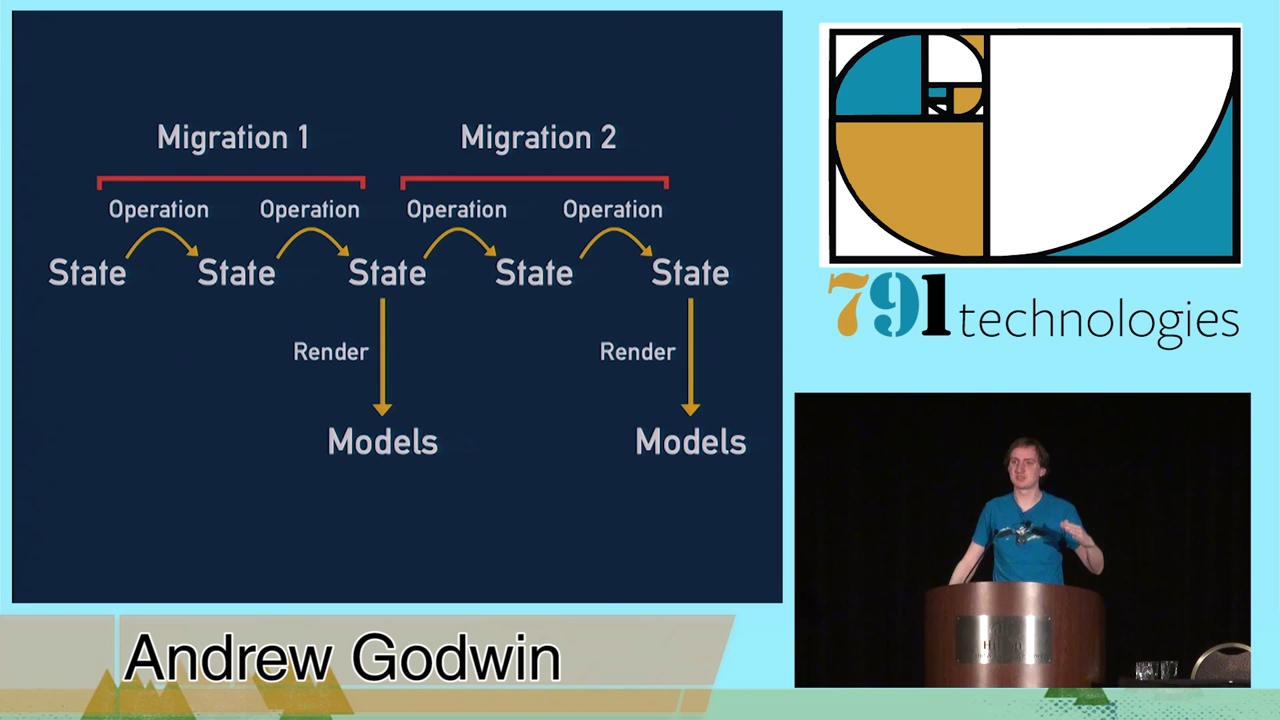 Migration 1
Migration 2
Operation
Operation
Operation
Operation
State
State
State
State
State
Render
Render
Models
Models
791 technologies
Andrew Godwin